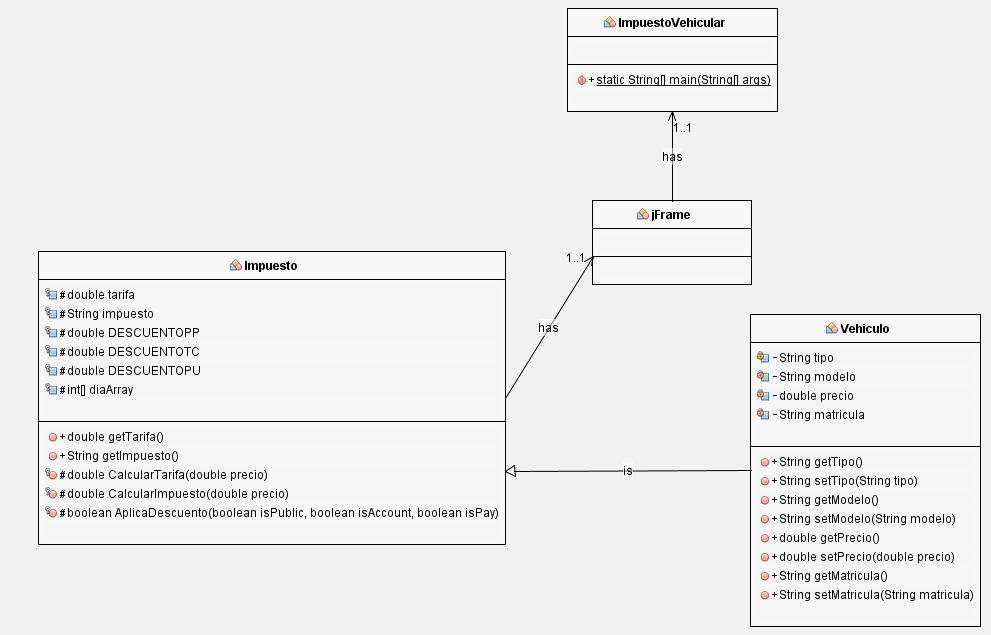 ImpuestoVehicular
+ static String[] main(String[] args)
1..1
has
jFrame
1..1
has
Impuesto
# double tarifa
# String impuesto
# double DESCUENTOPP
# double DESCUENTOTC
# double DESCUENTOPU
# int[] diaArray
+ double getTarifa()
+ String getImpuesto()
# double CalcularTarifa(double precio)
# double CalcularImpuesto(double precio)
# boolean AplicaDescuento(boolean isPublic, boolean isAccount, boolean isPay)
is
Vehiculo
- String tipo
- String modelo
- double precio
- String matricula
+ String getTipo()
+ String setTipo(String tipo)
+ String getModelo()
+ String setModelo(String modelo)
+ double getPrecio()
+ double setPrecio(double precio)
+ String getMatricula()
+ String setMatricula(String matricula)